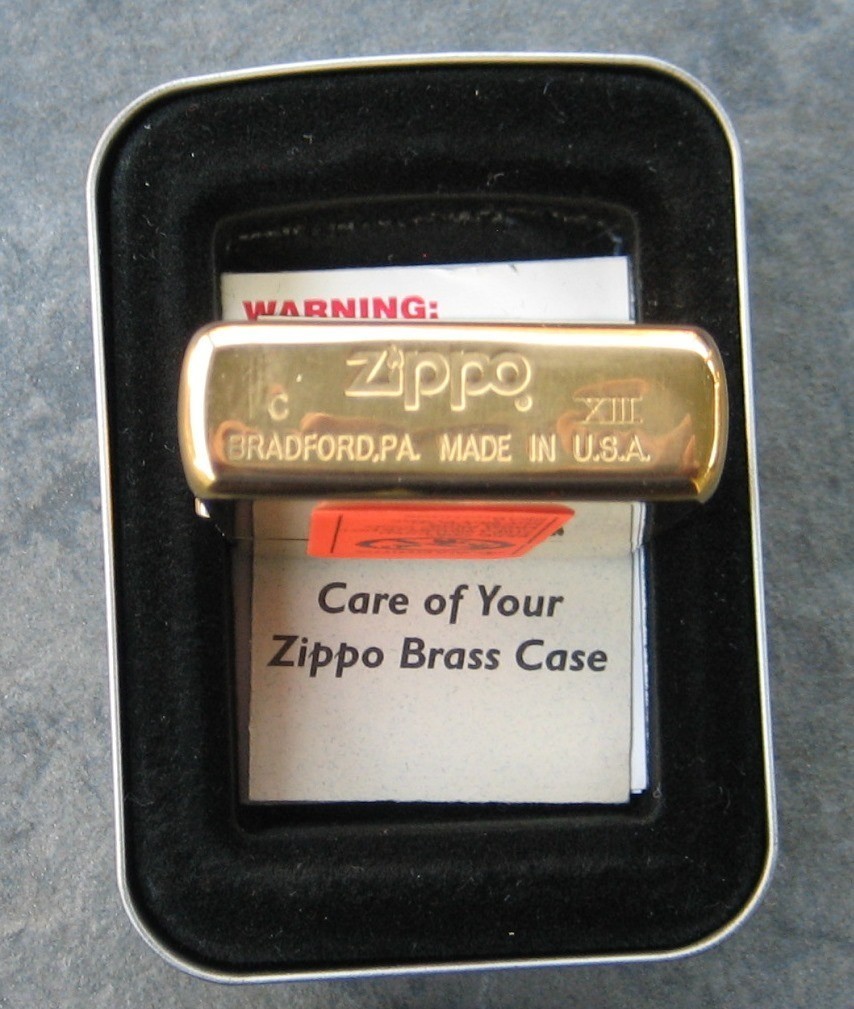 WARNING:
zippo
C XIII
BRADFORD,PA. MADE IN U.S.A.
Care of Your
Zippo Brass Case